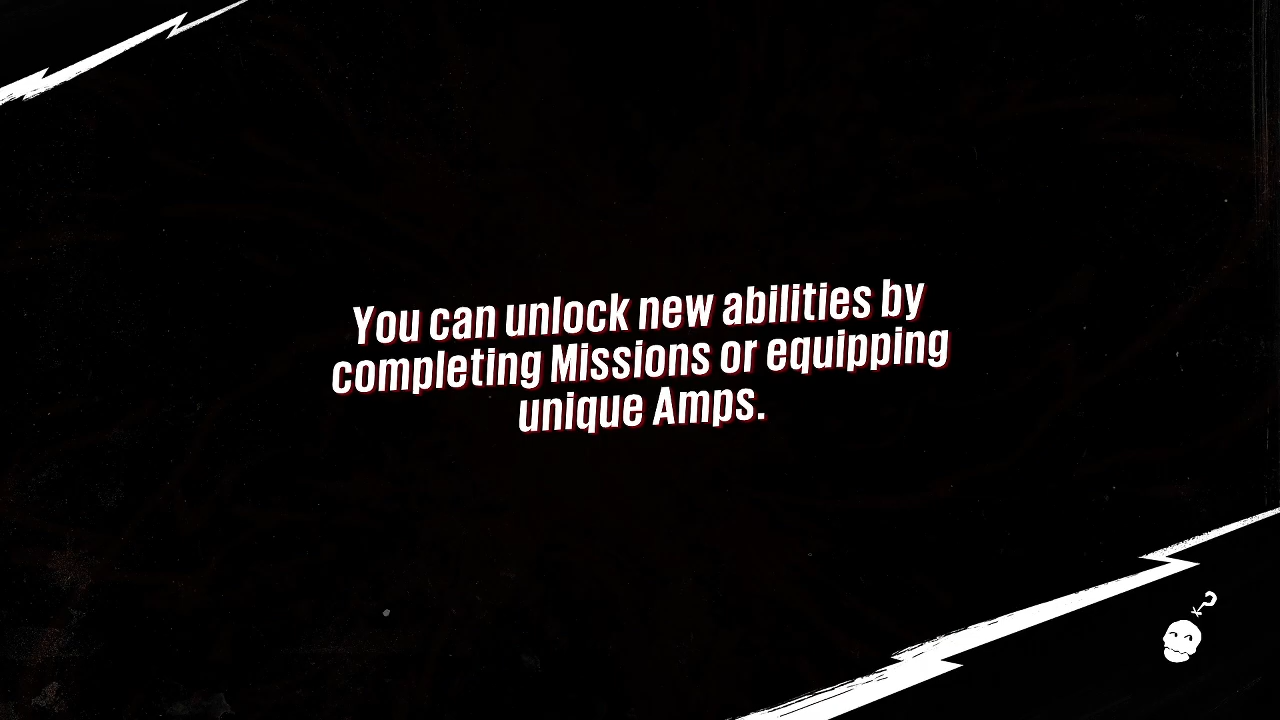 You can unlock new abilities by
completing Missions or equipping
unique Amps.